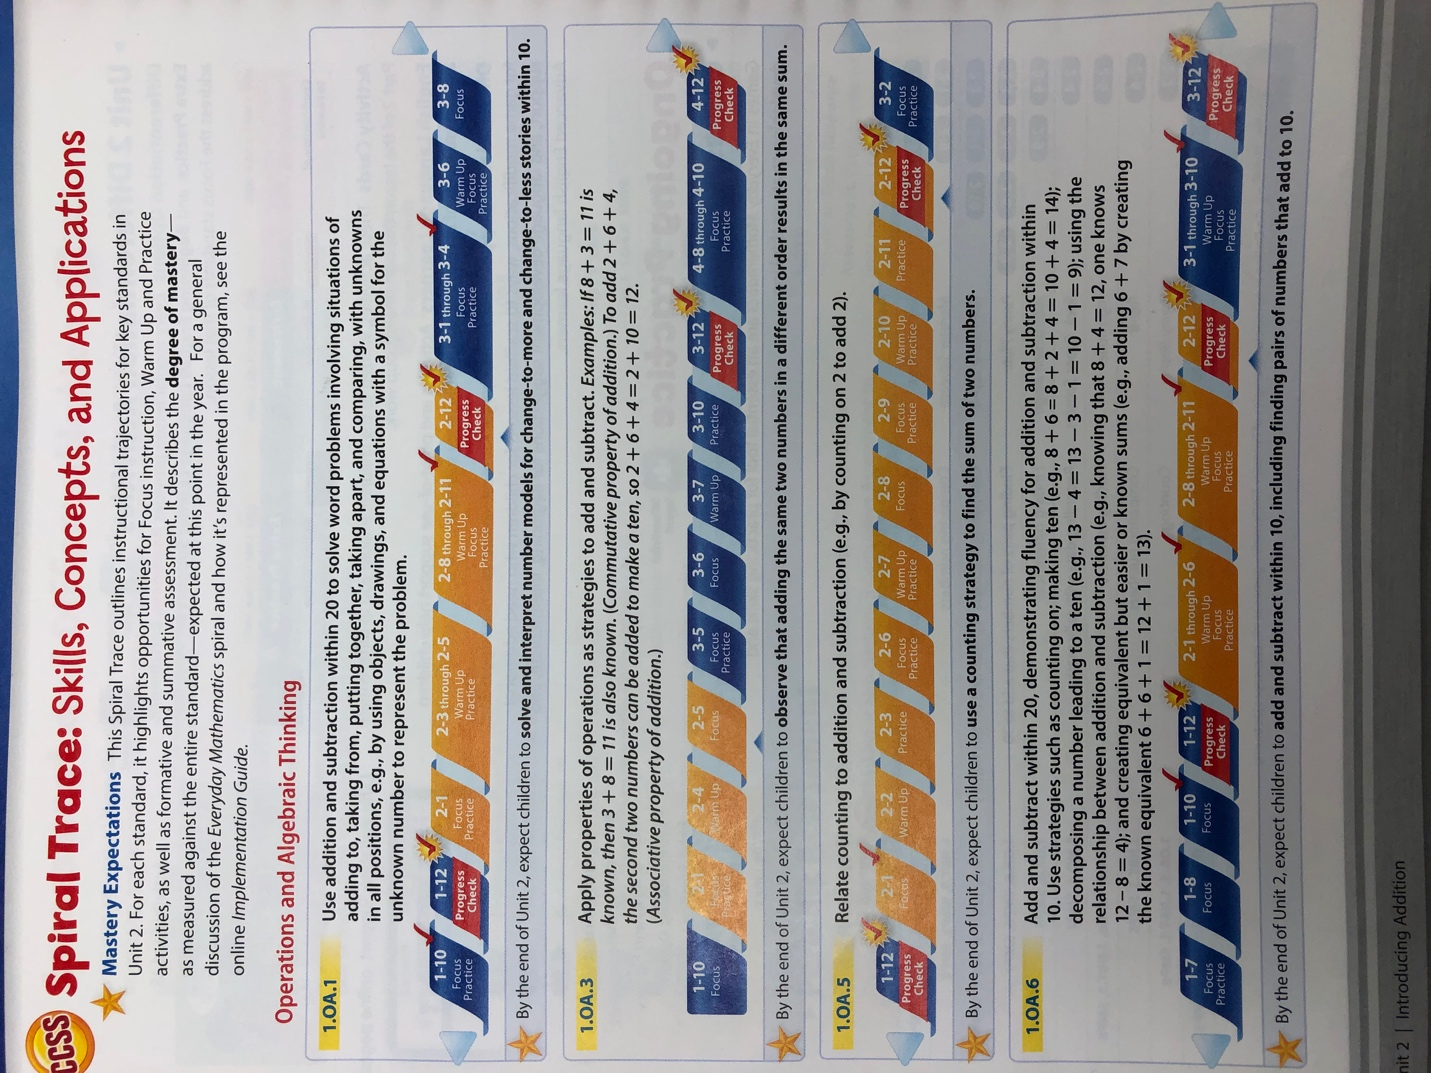 CCSS
Spiral Trace: Skills, Concepts, and Applications
Mastery Expectations This Spiral Trace outlines instructional trajectories for key standards in
Unit 2. For each standard, it highlights opportunities for Focus instruction, Warm Up and Practice
activities, as well as formative and summative assessment. It describes the degree of mastery—
as measured against the entire standard—expected at this point in the year. For a general
discussion of the Everyday Mathematics spiral and how it's represented in the program, see the
online Implementation Guide.
Operations and Algebraic Thinking
1.OA.1
Use addition and subtraction within 20 to solve word problems involving situations of
adding to, taking from, putting together, taking apart, and comparing, with unknowns
in all positions, e.g., by using objects, drawings, and equations with a symbol for the
unknown number to represent the problem.
1-10
Focus
Practice
1-12
Progress
Check
2-1
Focus
Practice
2-3 through 2-5
Warm Up
Practice
2-8 through 2-11
Warm Up
Focus
Practice
2-12
Progress
Check
3-1 through 3-4
Focus
Practice
3-6
Warm Up
Focus
Practice
3-8
Focus
By the end of Unit 2, expect children to solve and interpret number models for change-to-more and change-to-less stories within 10.
1.OA.3
Apply properties of operations as strategies to add and subtract. Examples: If 8 + 3 = 11 is
known, then 3 + 8 = 11 is also known. (Commutative property of addition.) To add 2 + 6 + 4,
the second two numbers can be added to make a ten, so 2 + 6 + 4 = 2 + 10 = 12.
(Associative property of addition.)
1-10
Focus
2-1
Focus
Practice
2-4
Warm Up
2-5
Focus
3-5
Focus
Practice
3-6
Focus
3-7
Warm Up
3-10
Practice
3-12
Progress
Check
4-8 through 4-10
Focus
Practice
4-12
Progress
Check
By the end of Unit 2, expect children to observe that adding the same two numbers in a different order results in the same sum.
1.OA.5
Relate counting to addition and subtraction (e.g., by counting on 2 to add 2).
1-12
Progress
Check
2-1
Focus
2-2
Warm Up
2-3
Practice
2-6
Focus
Practice
2-7
Warm Up
Practice
2-8
Focus
2-9
Focus
Practice
2-10
Warm Up
Practice
2-11
Practice
2-12
Progress
Check
3-2
Focus
Practice
By the end of Unit 2, expect children to use a counting strategy to find the sum of two numbers.
1.OA.6
Add and subtract within 20, demonstrating fluency for addition and subtraction within
10. Use strategies such as counting on; making ten (e.g., 8 + 6 = 8 + 2 + 4 = 10 + 4 = 14);
decomposing a number leading to a ten (e.g., 13 − 4 = 13 − 3 − 1 = 10 − 1 = 9); using the
relationship between addition and subtraction (e.g., knowing that 8 + 4 = 12, one knows
12 − 8 = 4); and creating equivalent but easier or known sums (e.g., adding 6 + 7 by creating
the known equivalent 6 + 6 + 1 = 12 + 1 = 13).
1-7
Focus
Practice
1-8
Focus
1-10
Focus
1-12
Progress
Check
2-1 through 2-6
Warm Up
Focus
Practice
2-8 through 2-11
Warm Up
Focus
Practice
2-12
Progress
Check
3-1 through 3-10
Warm Up
Focus
Practice
3-12
Progress
Check
By the end of Unit 2, expect children to add and subtract within 10, including finding pairs of numbers that add to 10.
nit 2 | Introducing Addition